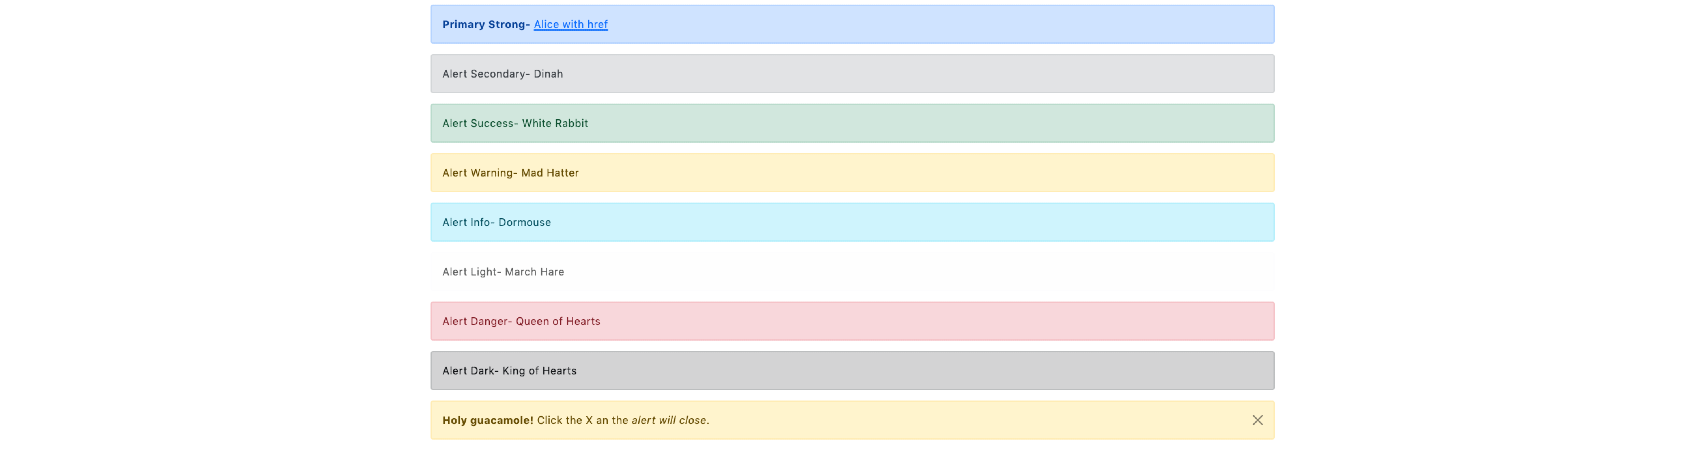 Primary Strong- Alice with href
Alert Secondary- Dinah
Alert Success- White Rabbit
Alert Warning- Mad Hatter
Alert Info- Dormouse
Alert Light- March Hare
Alert Danger- Queen of Hearts
Alert Dark- King of Hearts
Holy guacamole! Click the X an the alert will close.